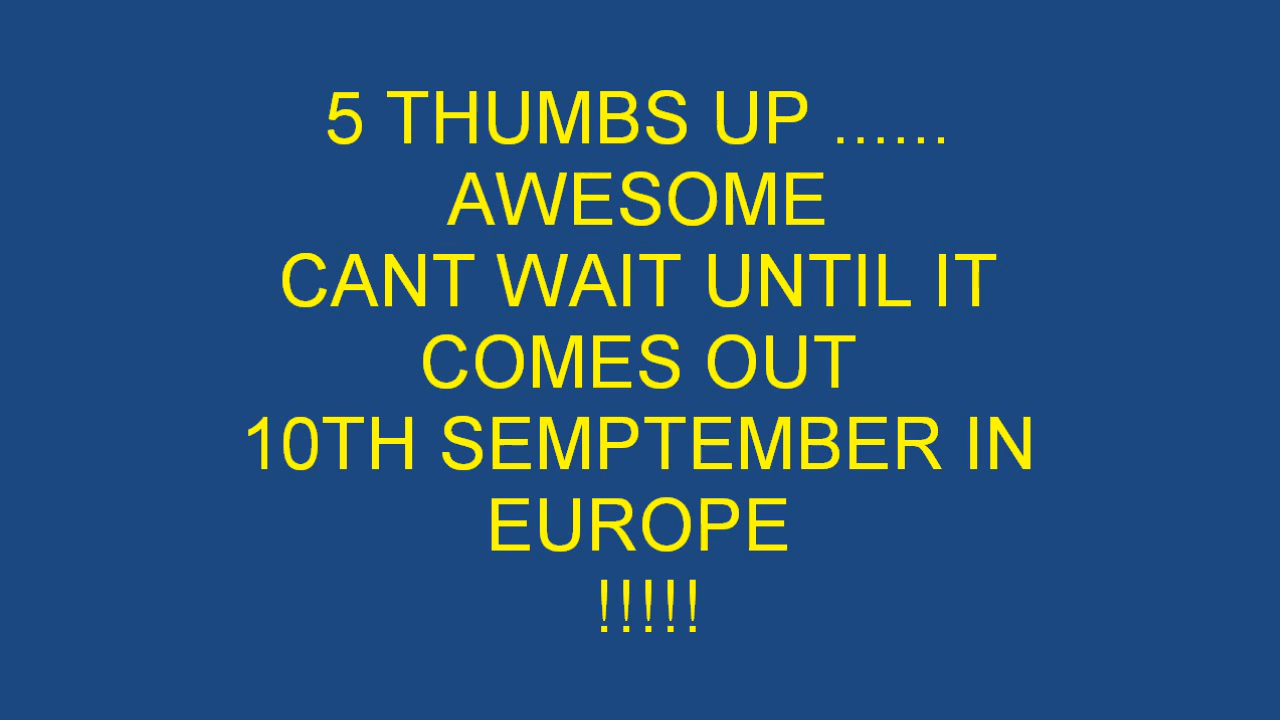 5 THUMBS UP ......
AWESOME
CANT WAIT UNTIL IT
COMES OUT
10TH SEMPTEMBER IN
EUROPE
!!!!!